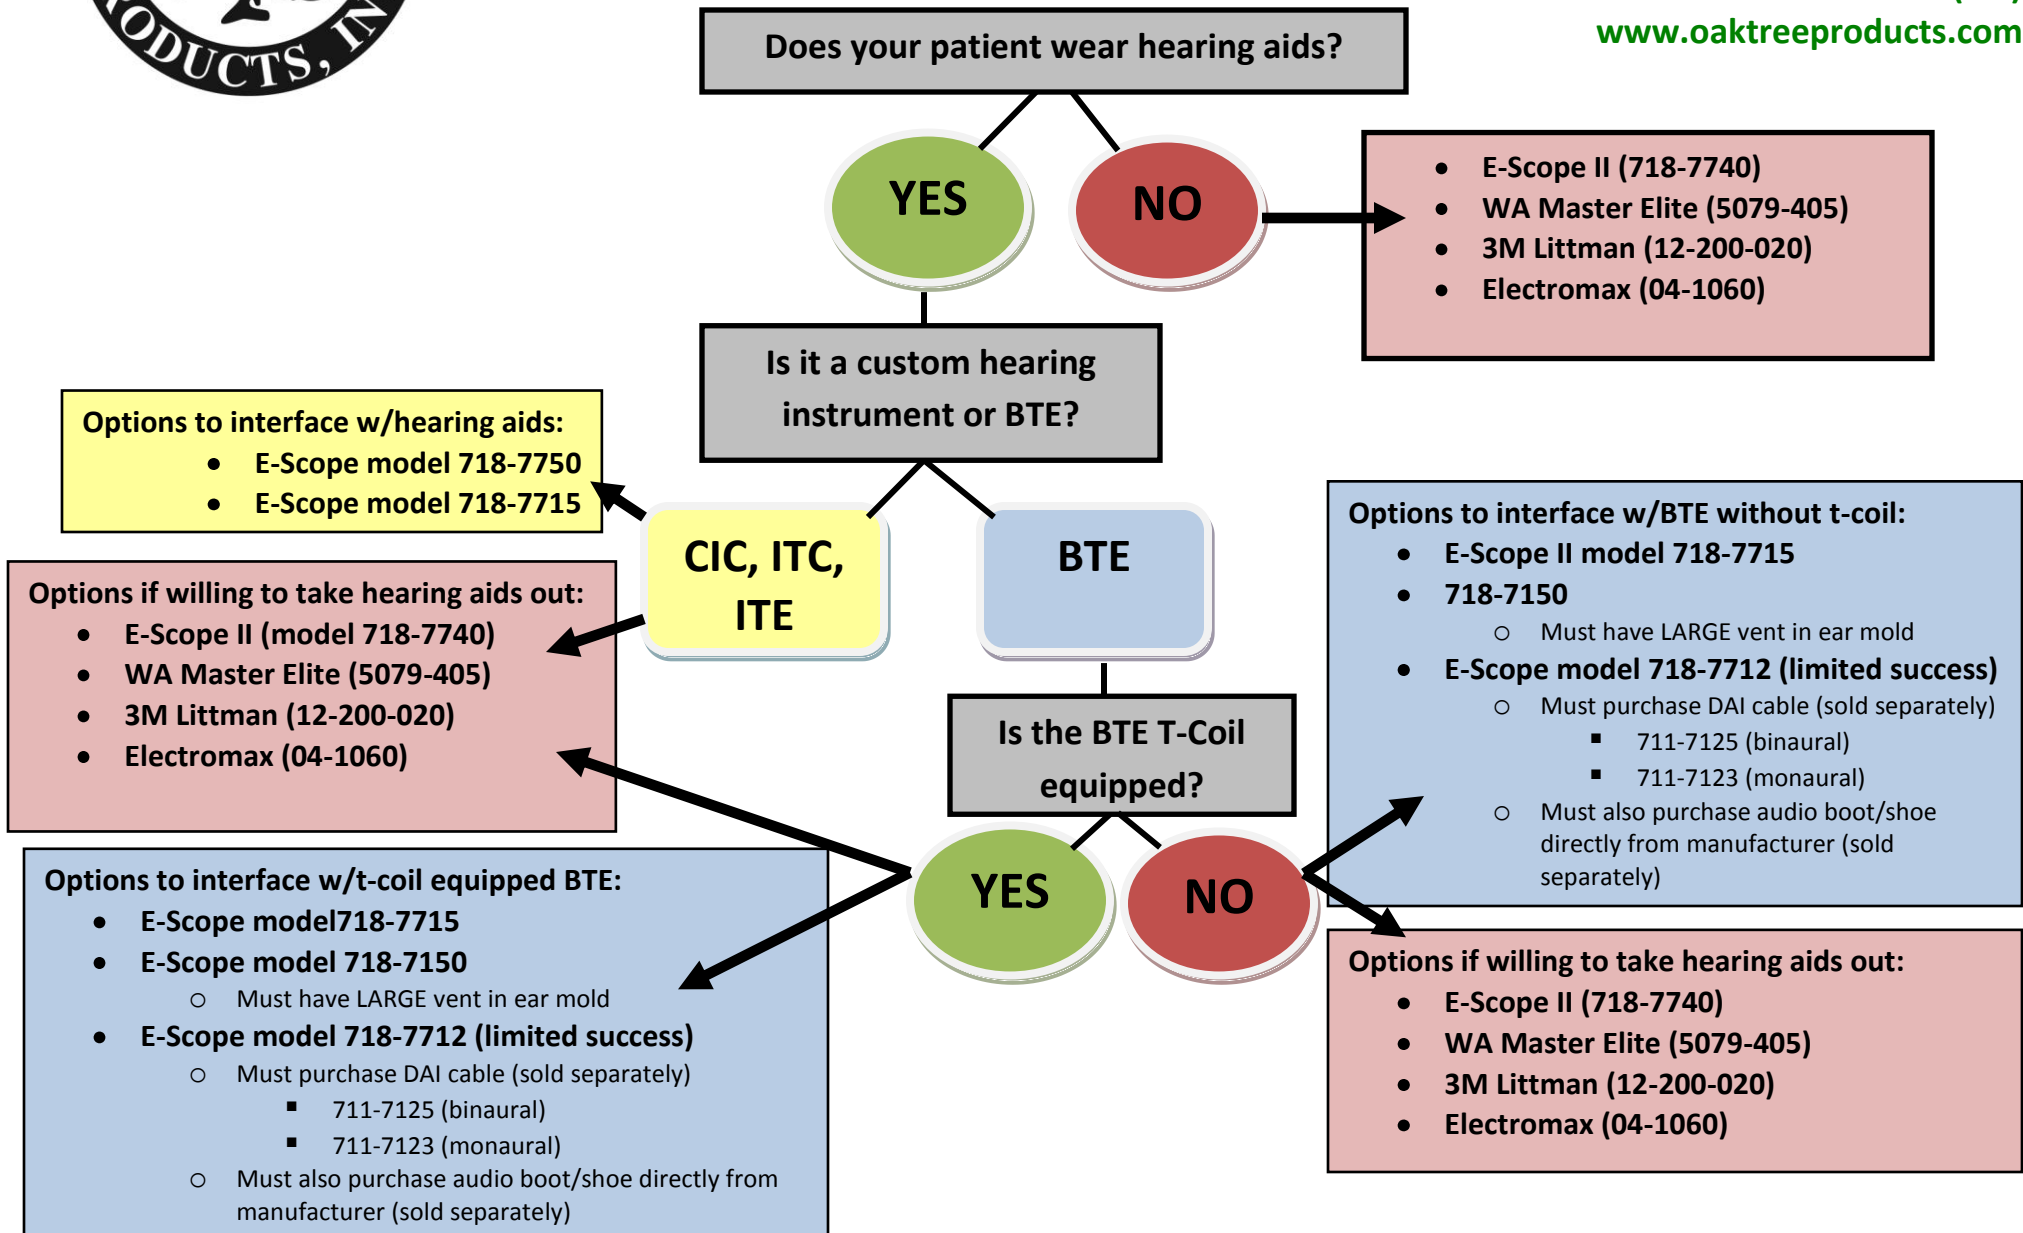 PRODUCTS, IN
www.oaktreeproducts.com
Does your patient wear hearing aids?
YES
NO
• E-Scope II (718-7740)
• WA Master Elite (5079-405)
• 3M Littman (12-200-020)
• Electromax (04-1060)
Is it a custom hearing
instrument or BTE?
Options to interface w/hearing aids:
• E-Scope model 718-7750
• E-Scope model 718-7715
CIC, ITC,
ITE
BTE
Options if willing to take hearing aids out:
• E-Scope II (model 718-7740)
• WA Master Elite (5079-405)
• 3M Littman (12-200-020)
• Electromax (04-1060)
Options to interface w/BTE without t-coil:
• E-Scope II model 718-7715
• 718-7150
o Must have LARGE vent in ear mold
• E-Scope model 718-7712 (limited success)
o Must purchase DAI cable (sold separately)
▪ 711-7125 (binaural)
▪ 711-7123 (monaural)
o Must also purchase audio boot/shoe
directly from manufacturer (sold
separately)
Is the BTE T-Coil
equipped?
YES
NO
Options to interface w/t-coil equipped BTE:
• E-Scope model718-7715
• E-Scope model 718-7150
o Must have LARGE vent in ear mold
• E-Scope model 718-7712 (limited success)
o Must purchase DAI cable (sold separately)
▪ 711-7125 (binaural)
▪ 711-7123 (monaural)
o Must also purchase audio boot/shoe directly from
manufacturer (sold separately)
Options if willing to take hearing aids out:
• E-Scope II (718-7740)
• WA Master Elite (5079-405)
• 3M Littman (12-200-020)
• Electromax (04-1060)